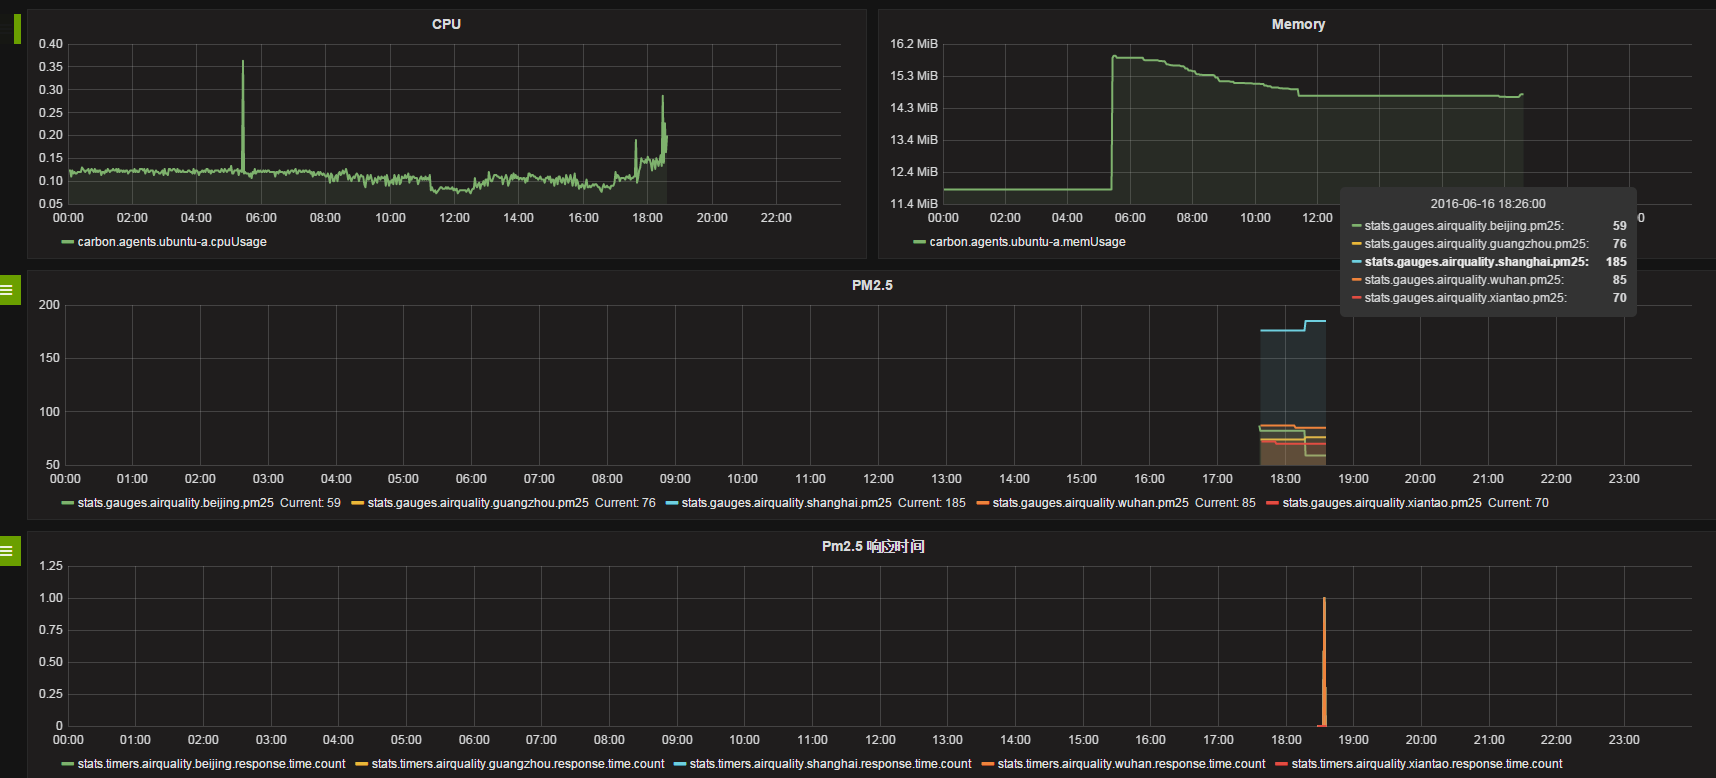 CPU
0.40
0.35
0.30
0.25
0.20
0.15
0.10
0.05
00:00 02:00 04:00 06:00 08:00 10:00 12:00 14:00 16:00 18:00 20:00 22:00
carbon.agents.ubuntu-a.cpuUsage
Memory
16.2 MiB
15.3 MiB
14.3 MiB
13.4 MiB
12.4 MiB
11.4 MiB
00:00 02:00 04:00 06:00 08:00 10:00 12:00
carbon.agents.ubuntu-a.memUsage
2016-06-16 18:26:00
stats.gauges.airquality.beijing.pm25: 59
stats.gauges.airquality.guangzhou.pm25: 76
stats.gauges.airquality.shanghai.pm25: 185
stats.gauges.airquality.wuhan.pm25: 85
stats.gauges.airquality.xiantao.pm25: 70
PM2.5
200
150
100
50
00:00 01:00 02:00 03:00 04:00 05:00 06:00 07:00 08:00 09:00 10:00 11:00 12:00 13:00 14:00 15:00 16:00 17:00 18:00 19:00 20:00 21:00 22:00 23:00
stats.gauges.airquality.beijing.pm25 Current: 59 stats.gauges.airquality.guangzhou.pm25 Current: 76 stats.gauges.airquality.shanghai.pm25 Current: 185 stats.gauges.airquality.wuhan.pm25 Current: 85 stats.gauges.airquality.xiantao.pm25 Current: 70
Pm2.5 响应时间
1.25
1.00
0.75
0.50
0.25
0
00:00 01:00 02:00 03:00 04:00 05:00 06:00 07:00 08:00 09:00 10:00 11:00 12:00 13:00 14:00 15:00 16:00 17:00 18:00 19:00 20:00 21:00 22:00 23:00
stats.timers.airquality.beijing.response.time.count stats.timers.airquality.guangzhou.response.time.count stats.timers.airquality.shanghai.response.time.count stats.timers.airquality.wuhan.response.time.count stats.timers.airquality.xiantao.response.time.count